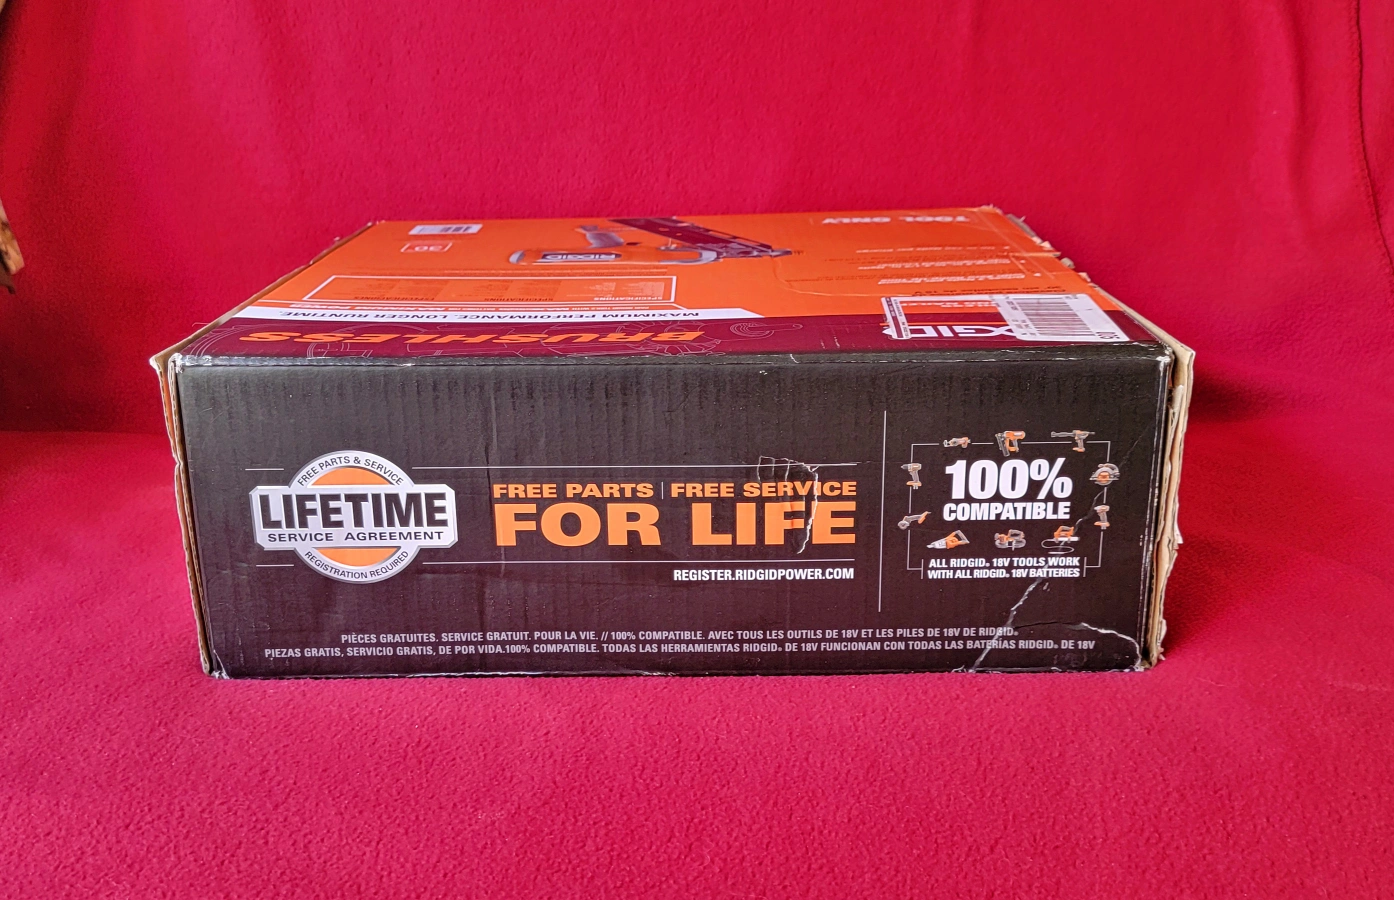 TOOL ONLY
30°
RIDGID
SPECIFICATIONS
MAXIMUM PERFORMANCE. LONGER RUNTIME.
BRUSHLESS
FREE PARTS & SERVICE
LIFETIME
SERVICE AGREEMENT
REGISTRATION REQUIRED
FREE PARTS | FREE SERVICE
FOR LIFE
REGISTER.RIDGIDPOWER.COM
100%
COMPATIBLE
ALL RIDGID® 18V TOOLS WORK
WITH ALL RIDGID® 18V BATTERIES
PIÈCES GRATUITES. SERVICE GRATUIT. POUR LA VIE. // 100% COMPATIBLE. AVEC TOUS LES OUTILS DE 18V ET LES PILES DE 18V DE RIDGID®
PIEZAS GRATIS, SERVICIO GRATIS, DE POR VIDA.100% COMPATIBLE. TODAS LAS HERRAMIENTAS RIDGID® DE 18V FUNCIONAN CON TODAS LAS BATERÍAS RIDGID® DE 18V